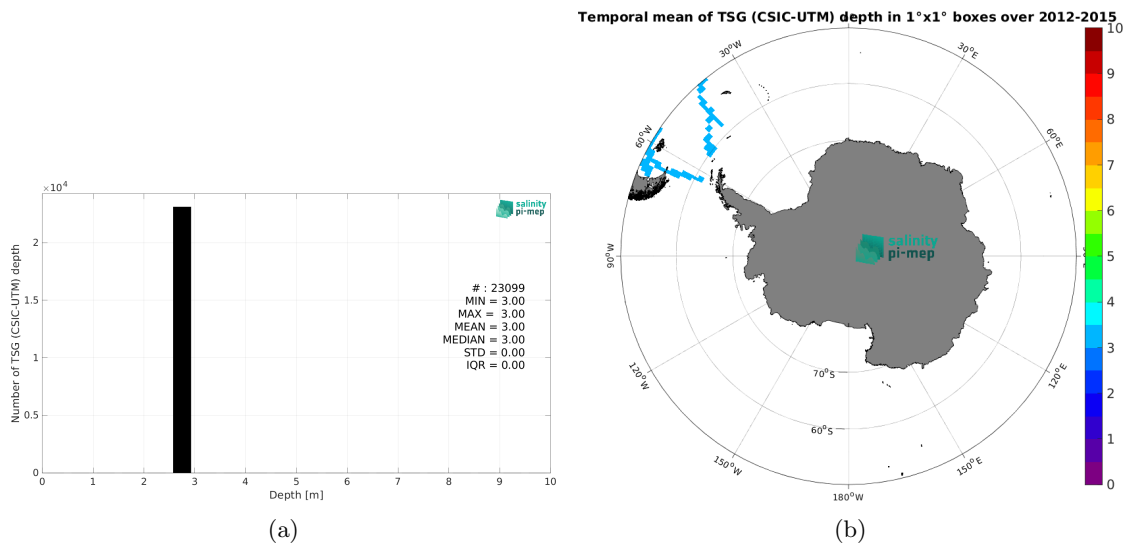 ×10⁴
2
1.5
1
0.5
0
Number of TSG (CSIC-UTM) depth
salinity
pi-mep
# : 23099
MIN = 3.00
MAX = 3.00
MEAN = 3.00
MEDIAN = 3.00
STD = 0.00
IQR = 0.00
0 1 2 3 4 5 6 7 8 9 10
Depth [m]
(a)
Temporal mean of TSG (CSIC-UTM) depth in 1°x1° boxes over 2012-2015
30°W
30°E
60°W
60°E
90°W
salinity
pi-mep
120°W
120°E
70°S
60°S
150°W
150°E
180°W
10
9
8
7
6
5
4
3
2
1
0
(b)